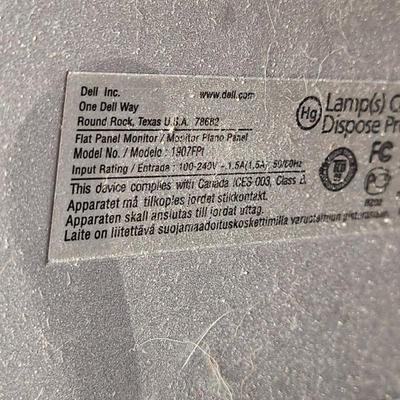 Dell Inc. www.dell.com
One Dell Way
Round Rock, Texas U.S.A. 78682
Flat Panel Monitor / Monitor Plano Panel
Model No. / Modelo : 1907FPt
Input Rating / Entrada : 100-240V ~ 1.5A(1,5A) 50/60Hz
This device complies with Canada ICES-003, Class
Apparatet må tilkoples jordet stikkontakt.
Apparaten skall anslutas till jordat uttag.
Laite on liitettävä suojamaadoituskoskettimilla varustettuun
Hg
Lamp(s) C
Dispose Pr
FC